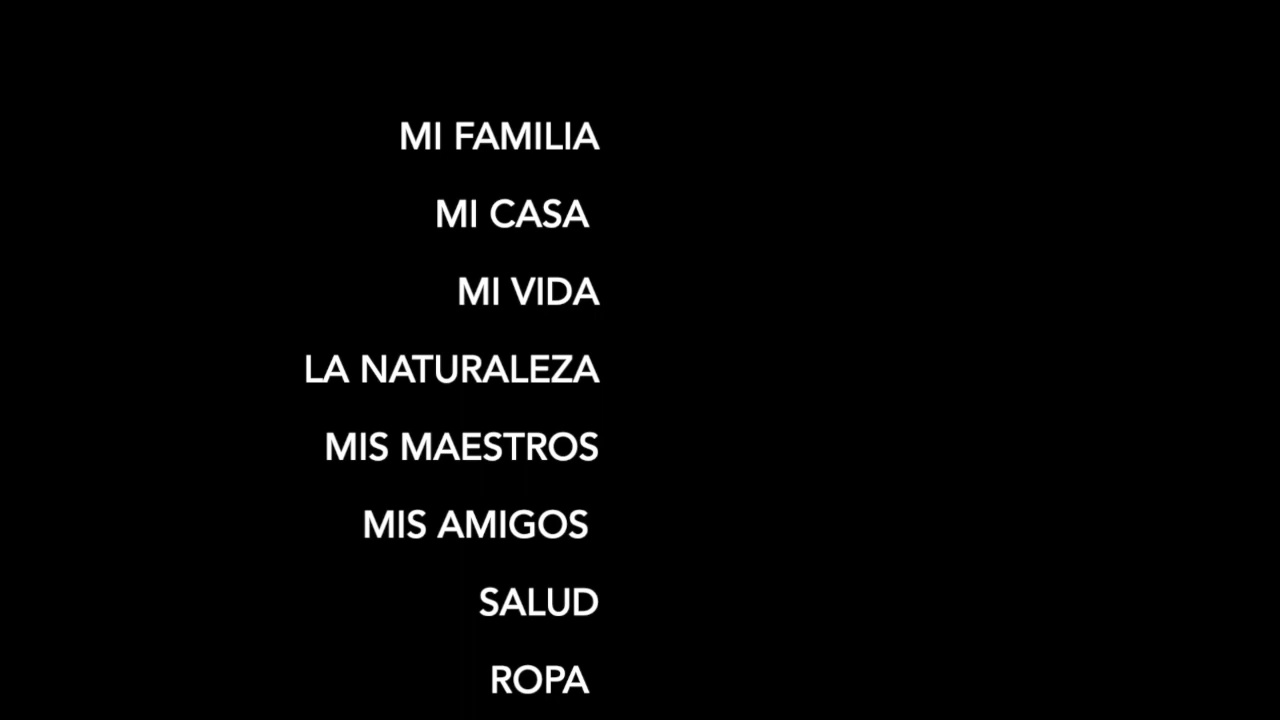 MI FAMILIA
MI CASA
MI VIDA
LA NATURALEZA
MIS MAESTROS
MIS AMIGOS
SALUD
ROPA